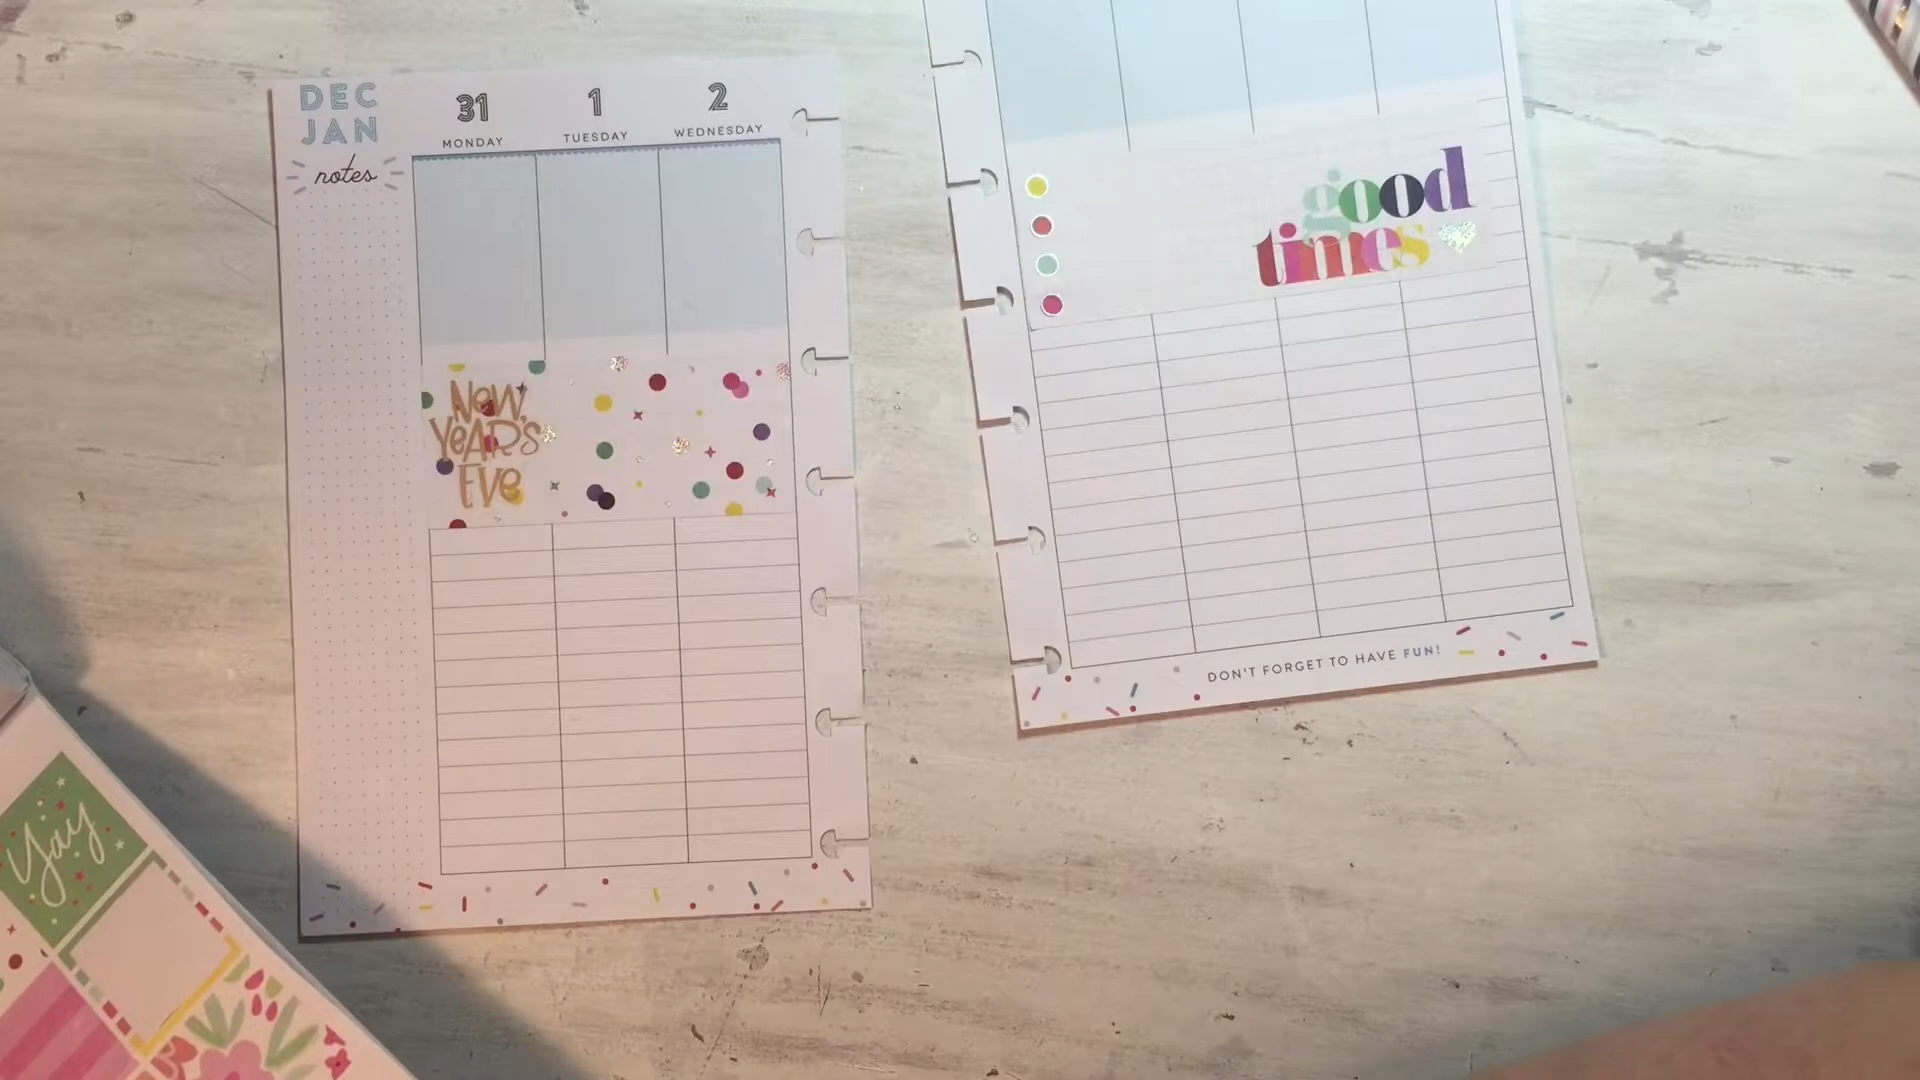 DEC
JAN
31
1
2
MONDAY
TUESDAY
WEDNESDAY
notes
New
YeaR's
Eve
good
times
DON'T FORGET TO HAVE FUN!
Yay